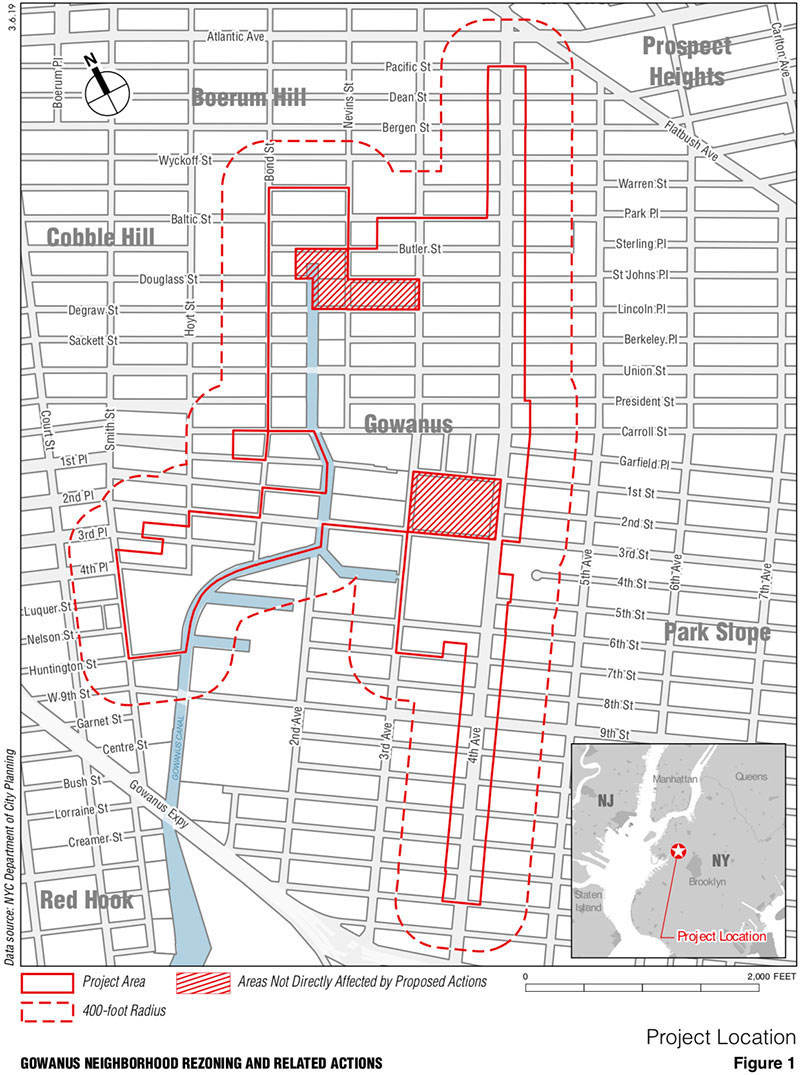 3.6.19
Atlantic Ave
Pacific St
Dean St
Bergen St
Boerum Pl
Boerum Hill
Nevins St
Prospect
Heights
Carlton Ave
Flatbush Ave
N
Wyckoff St
Bond St
Warren St
Baltic St
Park Pl
Cobble Hill
Butler St
Sterling Pl
Douglass St
St Johns Pl
Degraw St
Hoyt St
Lincoln Pl
Sackett St
Berkeley Pl
Union St
President St
Court St
Smith St
Gowanus
Carroll St
1st Pl
Garfield Pl
2nd Pl
1st St
3rd Pl
2nd St
4th Pl
3rd St
5th Ave
6th Ave
7th Ave
4th St
Luquer St
5th St
Nelson St
Park Slope
6th St
Huntington St
7th St
W 9th St
8th St
Garnet St
9th St
2nd Ave
3rd Ave
4th Ave
Centre St
GOWANUS CANAL
Bush St
Gowanus Expy
Lorraine St
Creamer St
Red Hook
Manhattan
Queens
NJ
NY
Brooklyn
Staten
Island
Project Location
Data source: NYC Department of City Planning
Project Area
Areas Not Directly Affected by Proposed Actions
400-foot Radius
0
2,000 FEET
Project Location
GOWANUS NEIGHBORHOOD REZONING AND RELATED ACTIONS
Figure 1